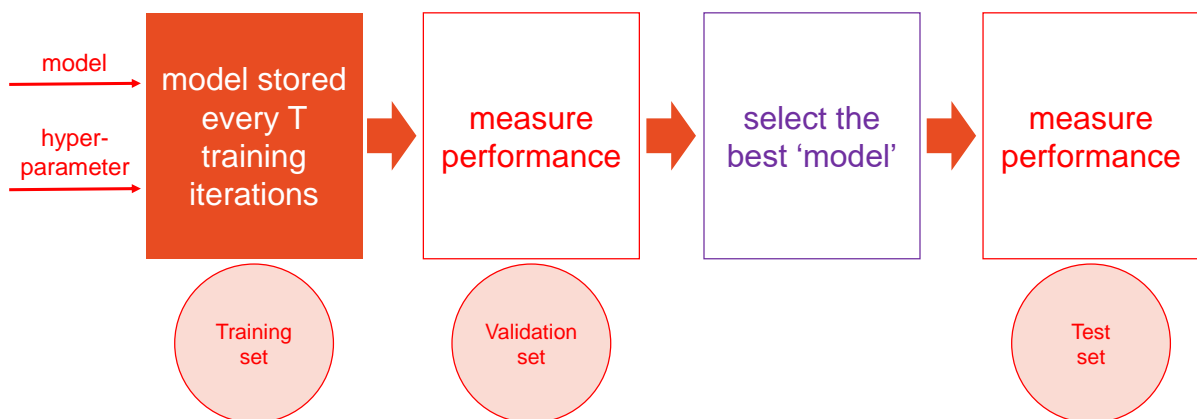 model
hyper-
parameter
model stored
every T
training
iterations
measure
performance
select the
best ‘model’
measure
performance
Training
set
Validation
set
Test
set